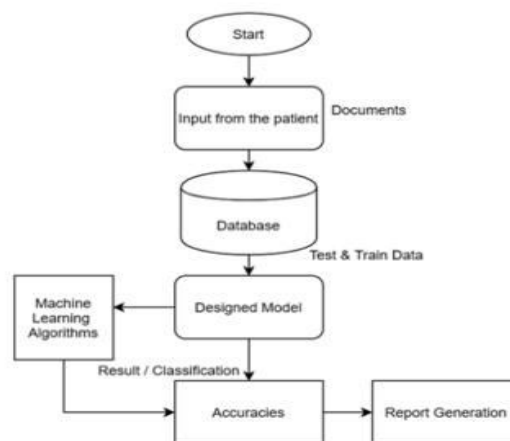 Start
Input from the patient
Documents
Database
Test & Train Data
Designed Model
Machine
Learning
Algorithms
Result / Classification
Accuracies
Report Generation